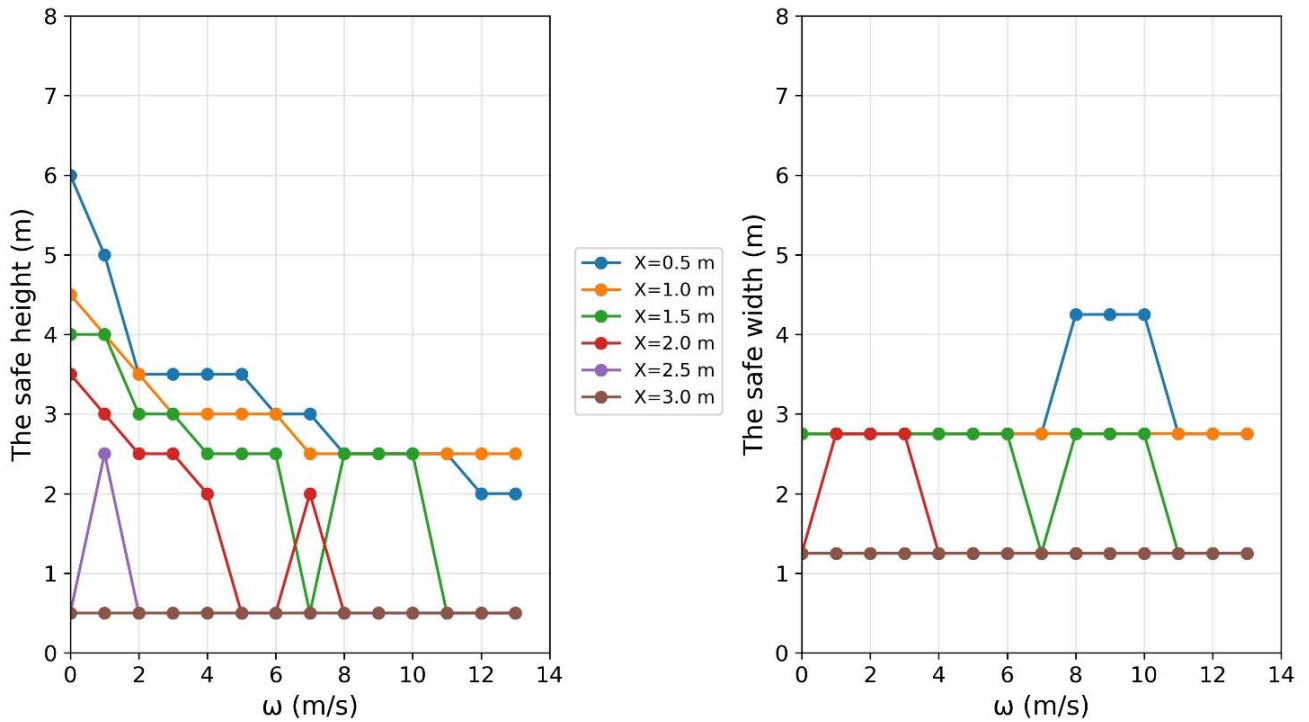 The safe height (m)
8
7
6
5
4
3
2
1
0
0 2 4 6 8 10 12 14
ω (m/s)
X=0.5 m
X=1.0 m
X=1.5 m
X=2.0 m
X=2.5 m
X=3.0 m
The safe width (m)
8
7
6
5
4
3
2
1
0
0 2 4 6 8 10 12 14
ω (m/s)